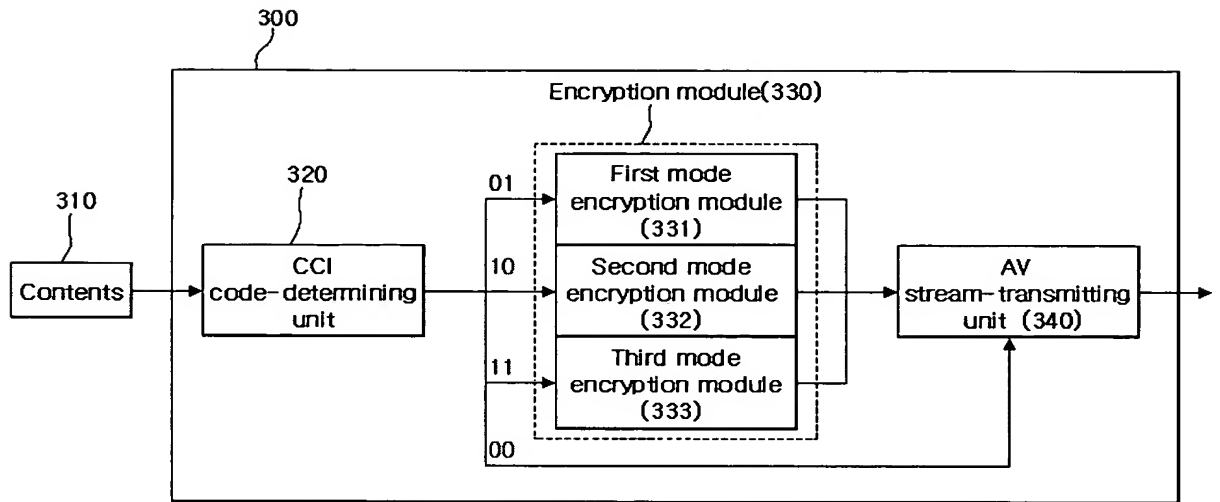 300
Encryption module(330)
320
310
01
First mode
encryption module
(331)
Contents
CCI
code-determining
unit
10
Second mode
encryption module
(332)
AV
stream-transmitting
unit (340)
11
Third mode
encryption module
(333)
00